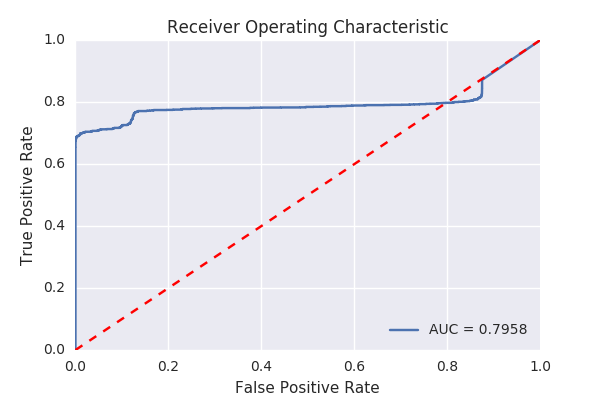 Receiver Operating Characteristic
1.0
0.8
0.6
0.4
0.2
0.0
True Positive Rate
AUC = 0.7958
0.0 0.2 0.4 0.6 0.8 1.0
False Positive Rate